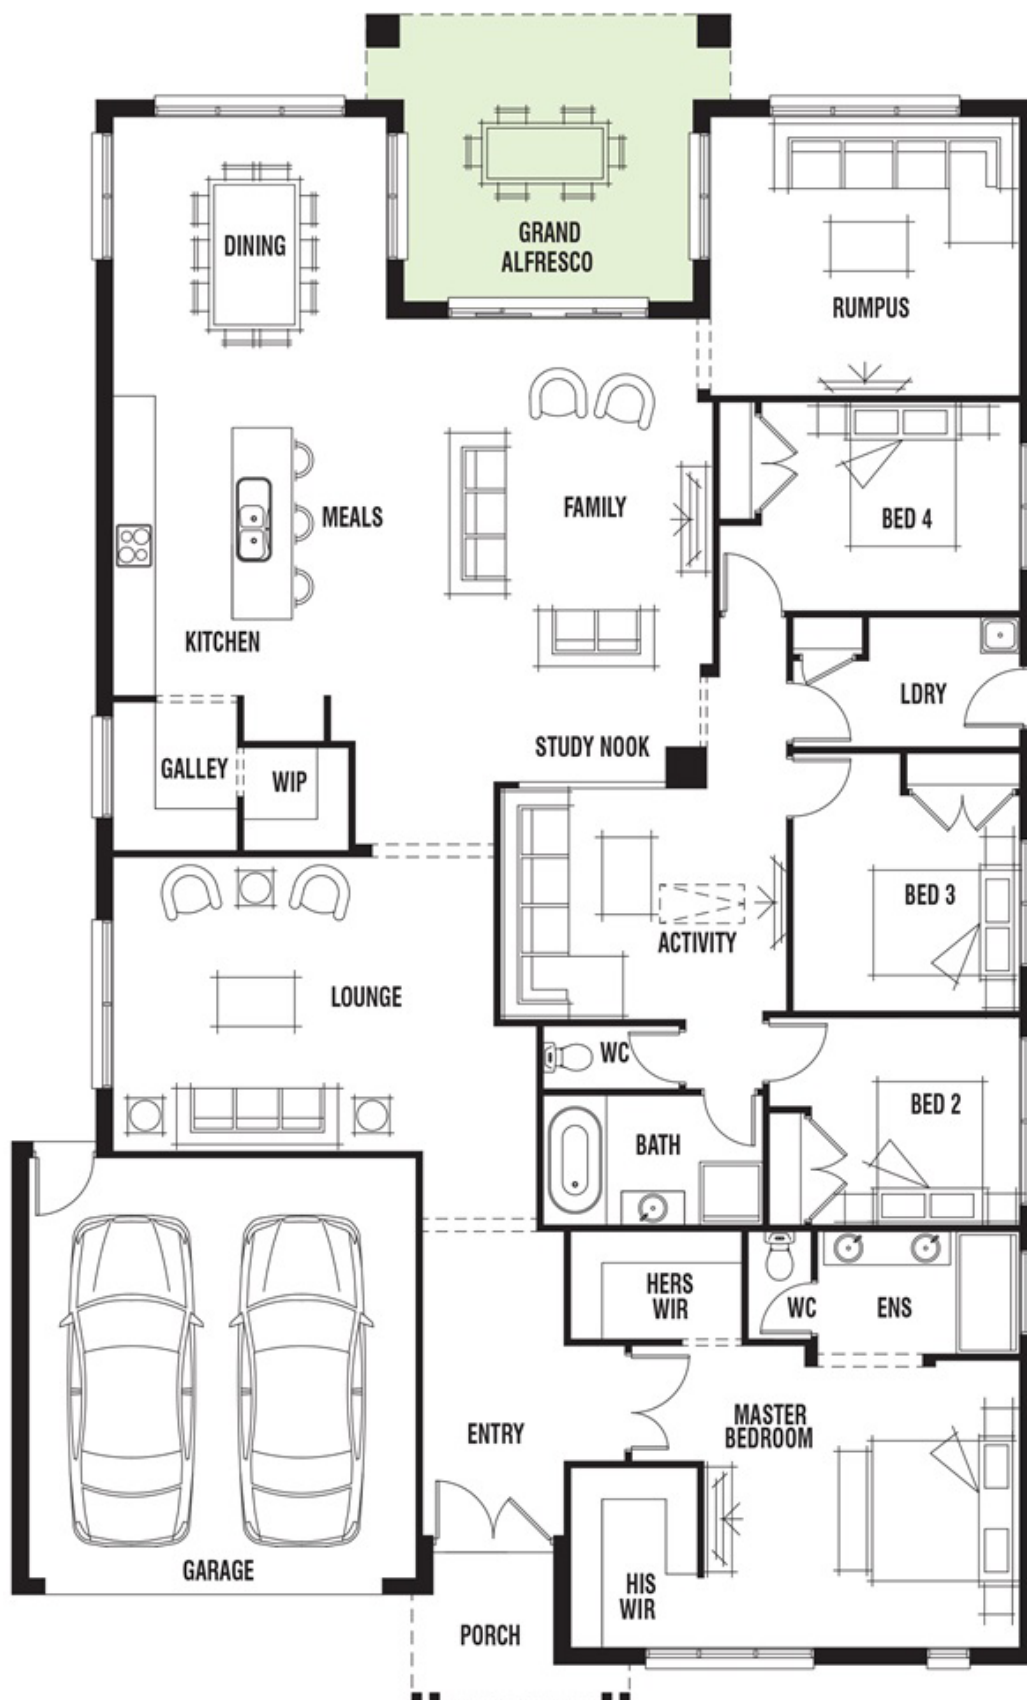 GRAND
ALFRESCO
DINING
RUMPUS
MEALS
FAMILY
BED 4
KITCHEN
LDRY
STUDY NOOK
GALLEY
WIP
BED 3
ACTIVITY
LOUNGE
WC
BED 2
BATH
HERS
WIR
WC
ENS
MASTER
BEDROOM
ENTRY
GARAGE
HIS
WIR
PORCH